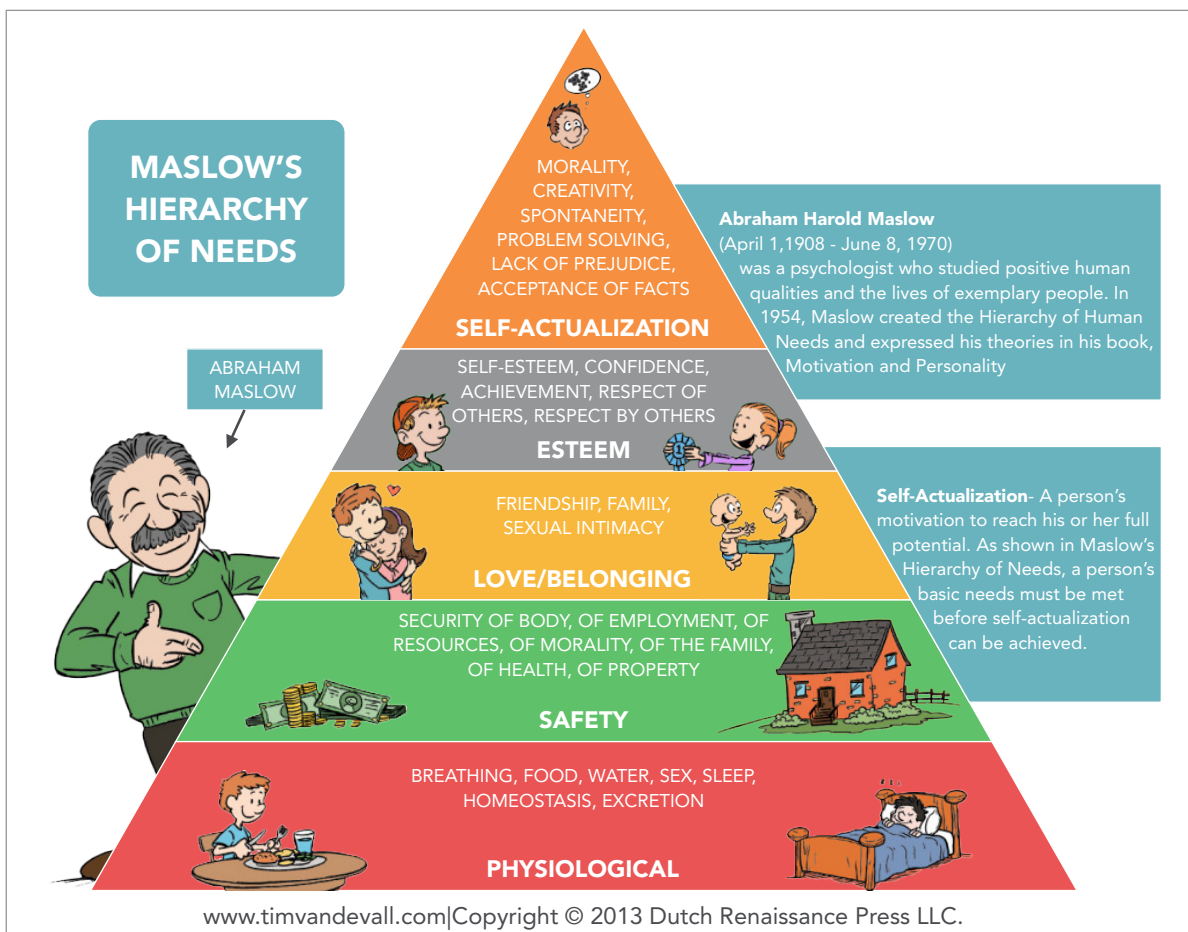 MASLOW'S
HIERARCHY
OF NEEDS
ABRAHAM
MASLOW
MORALITY,
CREATIVITY,
SPONTANEITY,
PROBLEM SOLVING,
LACK OF PREJUDICE,
ACCEPTANCE OF FACTS
SELF-ACTUALIZATION
SELF-ESTEEM, CONFIDENCE,
ACHIEVEMENT, RESPECT OF
OTHERS, RESPECT BY OTHERS
1
ESTEEM
FRIENDSHIP, FAMILY,
SEXUAL INTIMACY
LOVE/BELONGING
SECURITY OF BODY, OF EMPLOYMENT, OF
RESOURCES, OF MORALITY, OF THE FAMILY,
OF HEALTH, OF PROPERTY
SAFETY
BREATHING, FOOD, WATER, SEX, SLEEP,
HOMEOSTASIS, EXCRETION
PHYSIOLOGICAL
Abraham Harold Maslow
(April 1,1908 - June 8, 1970)
was a psychologist who studied positive human
qualities and the lives of exemplary people. In
1954, Maslow created the Hierarchy of Human
Needs and expressed his theories in his book,
Motivation and Personality
Self-Actualization- A person's
motivation to reach his or her full
potential. As shown in Maslow's
Hierarchy of Needs, a person's
basic needs must be met
before self-actualization
can be achieved.
www.timvandevall.com|Copyright © 2013 Dutch Renaissance Press LLC.